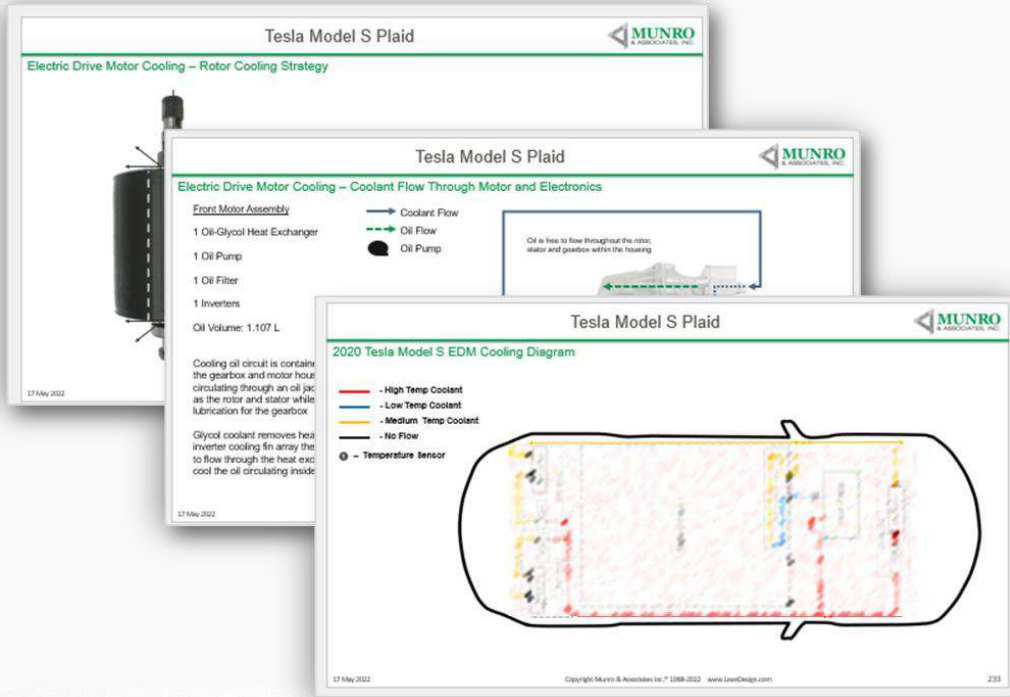 Tesla Model S Plaid
MUNRO
& ASSOCIATES, INC.
Electric Drive Motor Cooling – Rotor Cooling Strategy
17 May 2022
Tesla Model S Plaid
MUNRO
& ASSOCIATES, INC.
Electric Drive Motor Cooling – Coolant Flow Through Motor and Electronics
Front Motor Assembly
1 Oil-Glycol Heat Exchanger
1 Oil Pump
1 Oil Filter
1 Inverters
Oil Volume: 1.107 L
Coolant Flow
Oil Flow
Oil Pump
Oil is free to flow throughout the rotor,
stator and gearbox within the housing
Cooling oil circuit is
the gearbox and motor
circulating through an oil
as the rotor and stator while
lubrication for the gearbox
Glycol coolant removes
inverter cooling fin array
to flow through the heat
cool the oil circulating inside
17 May 2022
Tesla Model S Plaid
MUNRO
& ASSOCIATES, INC.
2020 Tesla Model S EDM Cooling Diagram
- High Temp Coolant
- Low Temp Coolant
- Medium Temp Coolant
- No Flow
– Temperature Sensor
17 May 2022
Copyright Munro & Associates Inc.® 1988-2022 www.LeanDesign.com
233